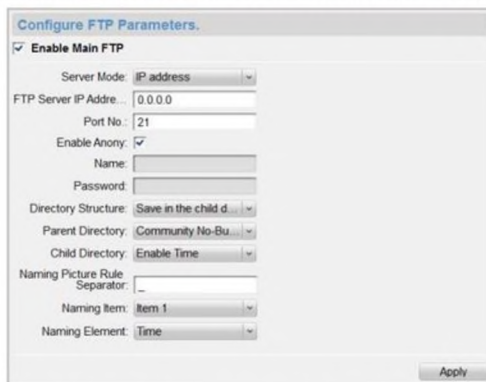 Configure FTP Parameters.
Enable Main FTP
Server Mode: IP address
FTP Server IP Addre... 0.0.0.0
Port No.: 21
Enable Anony:
Name:
Password:
Directory Structure: Save in the child d...
Parent Directory: Community No-Bu...
Child Directory: Enable Time
Naming Picture Rule
Separator: _
Naming Item: Item 1
Naming Element: Time
Apply